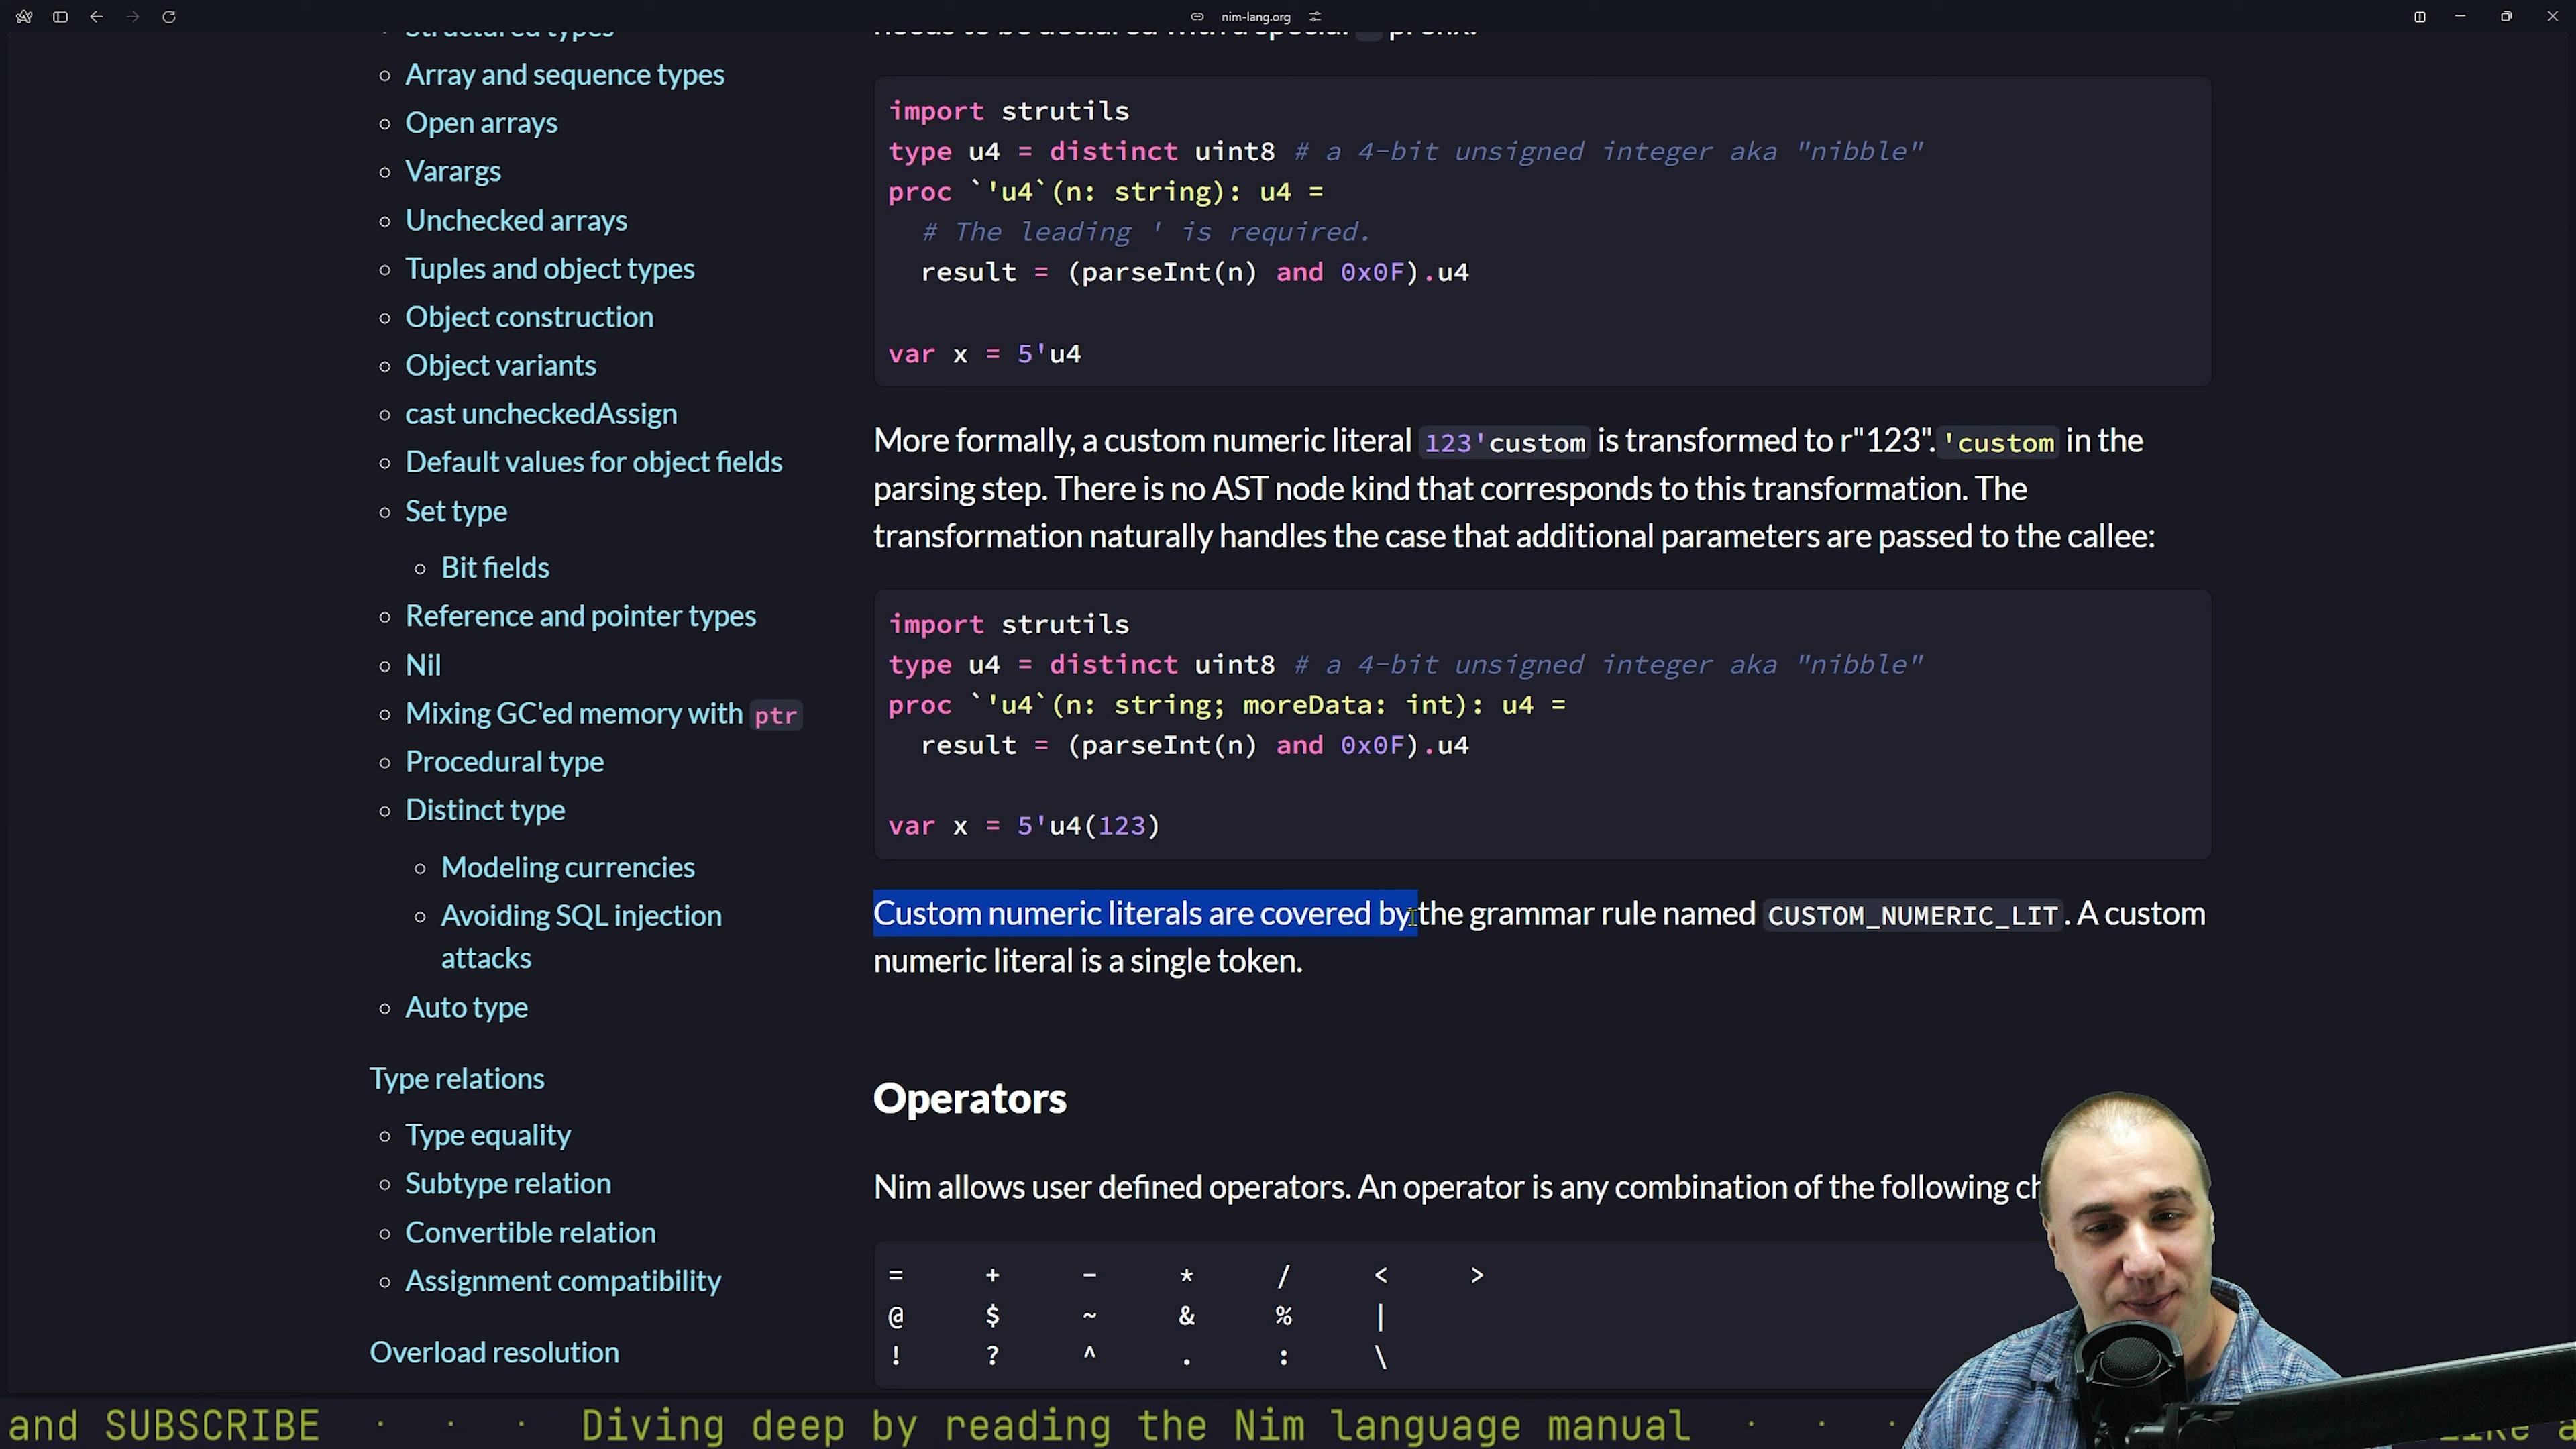 nim-lang.org
Structured types
Array and sequence types
Open arrays
Varargs
Unchecked arrays
Tuples and object types
Object construction
Object variants
cast uncheckedAssign
Default values for object fields
Set type
Bit fields
Reference and pointer types
Nil
Mixing GC'ed memory with ptr
Procedural type
Distinct type
Modeling currencies
Avoiding SQL injection
attacks
Auto type
Type relations
Type equality
Subtype relation
Convertible relation
Assignment compatibility
Overload resolution
needs to be declared with a special ' prefix:
import strutils
type u4 = distinct uint8 # a 4-bit unsigned integer aka "nibble"
proc `'u4`(n: string): u4 =
  # The leading ' is required.
  result = (parseInt(n) and 0x0F).u4
var x = 5'u4
More formally, a custom numeric literal 123'custom is transformed to r"123".'custom in the
parsing step. There is no AST node kind that corresponds to this transformation. The
transformation naturally handles the case that additional parameters are passed to the callee:
import strutils
type u4 = distinct uint8 # a 4-bit unsigned integer aka "nibble"
proc `'u4`(n: string; moreData: int): u4 =
  result = (parseInt(n) and 0x0F).u4
var x = 5'u4(123)
Custom numeric literals are covered by the grammar rule named CUSTOM_NUMERIC_LIT. A custom
numeric literal is a single token.
Operators
Nim allows user defined operators. An operator is any combination of the following ch
= + - * / < >
@ $ ~ & % |
! ? ^ . : \
and SUBSCRIBE · · · Diving deep by reading the Nim language manual · · ·